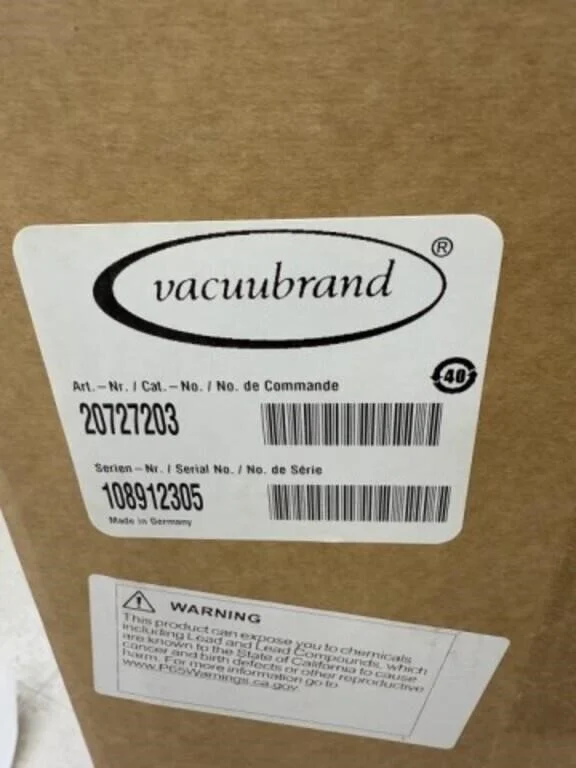 vacuubrand ®
Art.-Nr. / Cat.-No. / No. de Commande
40
20727203
Serien-Nr. / Serial No. / No. de Série
108912305
Made in Germany
WARNING
This product can expose you to chemicals
including Lead and Lead Compounds, which
are known to the State of California to cause
cancer and birth defects or other reproductive
harm. For more information go to
www.P65Warnings.ca.gov.